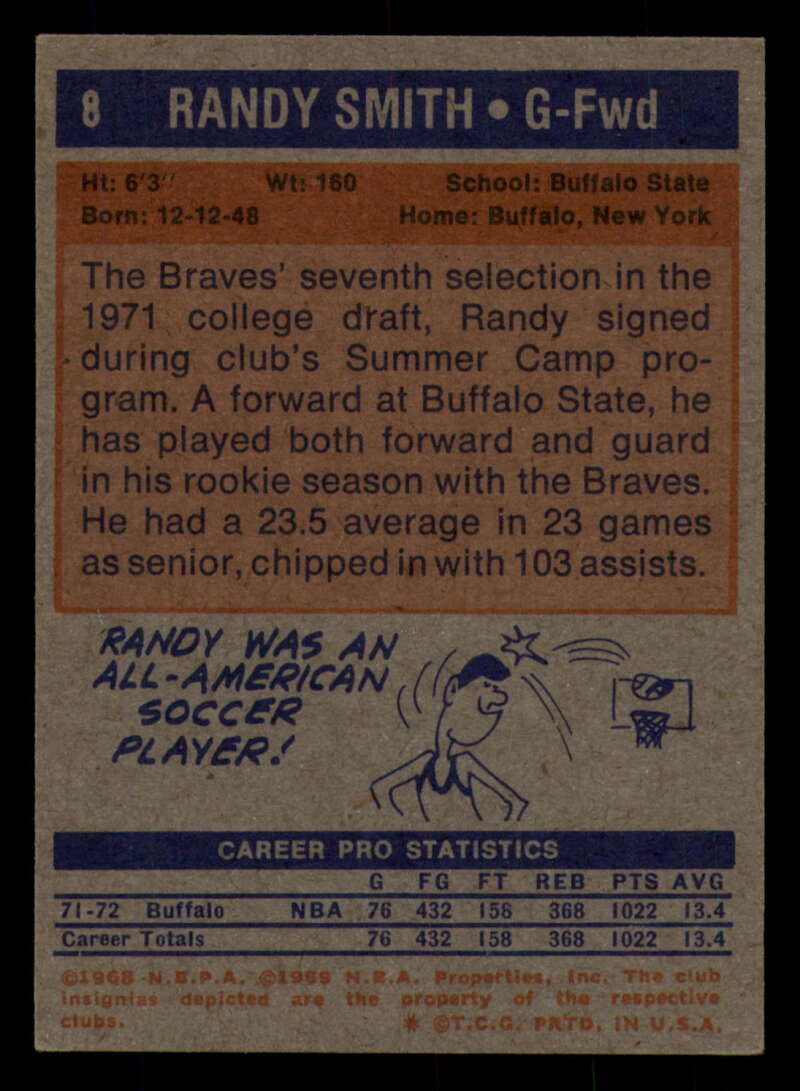 8 RANDY SMITH • G-Fwd
Ht: 6'3" Wt: 160 School: Buffalo State
Born: 12-12-48 Home: Buffalo, New York
The Braves' seventh selection in the
1971 college draft, Randy signed
during club's Summer Camp pro-
gram. A forward at Buffalo State, he
has played both forward and guard
in his rookie season with the Braves.
He had a 23.5 average in 23 games
as senior, chipped in with 103 assists.
RANDY WAS AN
ALL-AMERICAN
SOCCER
PLAYER!
CAREER PRO STATISTICS
G FG FT REB PTS AVG
71-72 Buffalo NBA 76 432 158 368 1022 13.4
Career Totals 76 432 158 368 1022 13.4
©1968 N.B.P.A. ©1969 N.B.A. Properties, Inc. The club
insignias depicted are the property of the respective
clubs. * ©T.C.G. PRTD. IN U.S.A.